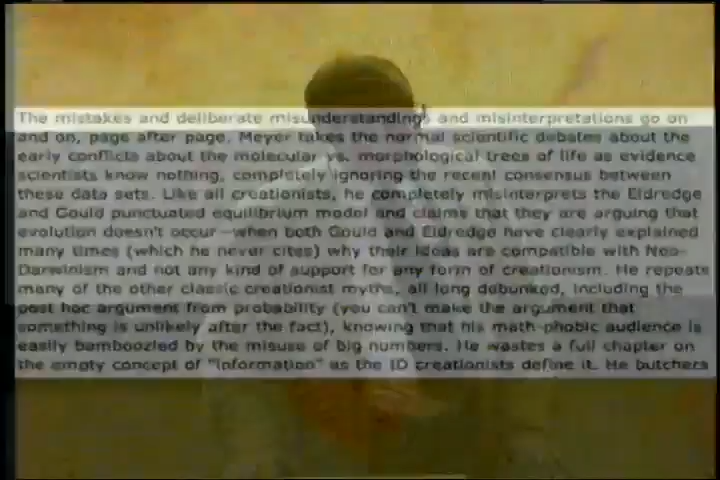 The mistakes and deliberate misunderstandings and misinterpretations go on
and on, page after page. Meyer takes the normal scientific debates about the
early conflicts about the molecular vs. morphological trees of life as evidence
scientists know nothing, completely ignoring the recent consensus between
these data sets. Like all creationists, he completely misinterprets the Eldredge
and Gould punctuated equilibrium model and claims that they are arguing that
evolution doesn't occur—when both Gould and Eldredge have clearly explained
many times (which he never cites) why their ideas are compatible with Neo-
Darwinism and not any kind of support for any form of creationism. He repeats
many of the other classic creationist myths, all long debunked, including the
post hoc argument from probability (you can't make the argument that
something is unlikely after the fact), knowing that his math-phobic audience is
easily bamboozled by the misuse of big numbers. He wastes a full chapter on
the empty concept of "information" as the ID creationists define it. He butchers